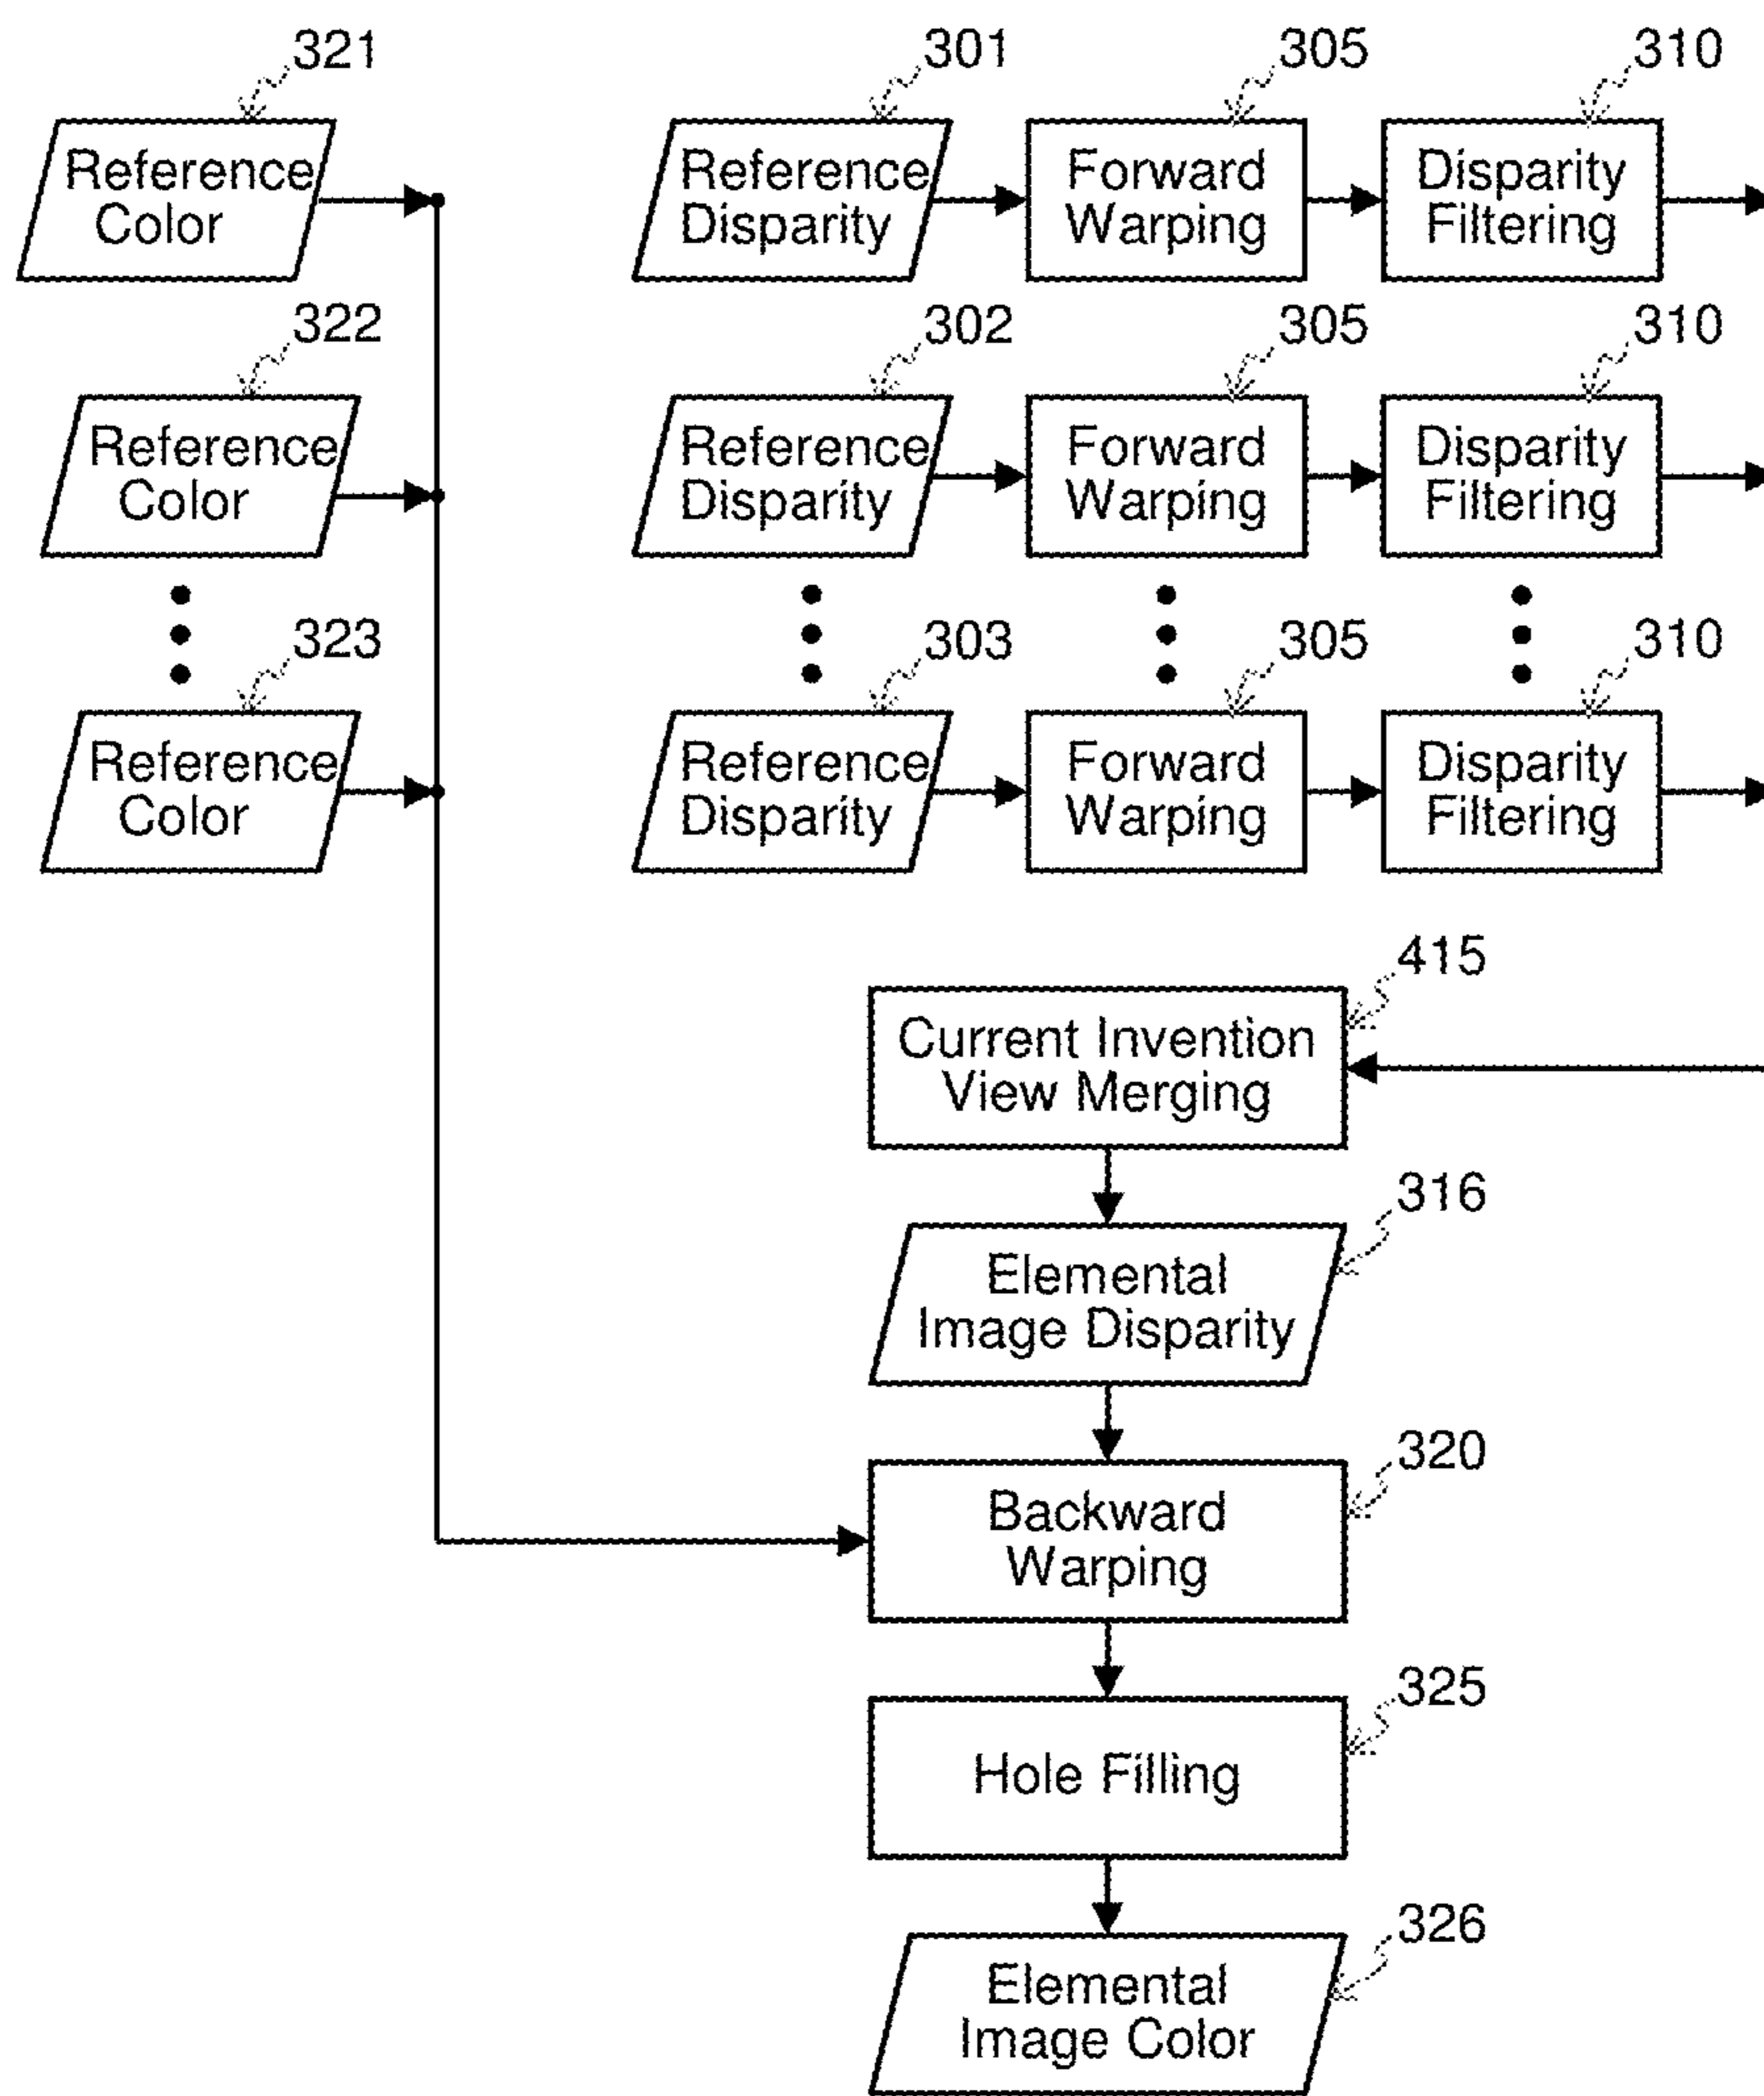 321
301
305
310
Reference
Color
Reference
Disparity
Forward
Warping
Disparity
Filtering
322
302
305
310
Reference
Color
Reference
Disparity
Forward
Warping
Disparity
Filtering
323
303
305
310
Reference
Color
Reference
Disparity
Forward
Warping
Disparity
Filtering
415
Current Invention
View Merging
316
Elemental
Image Disparity
320
Backward
Warping
325
Hole Filling
326
Elemental
Image Color